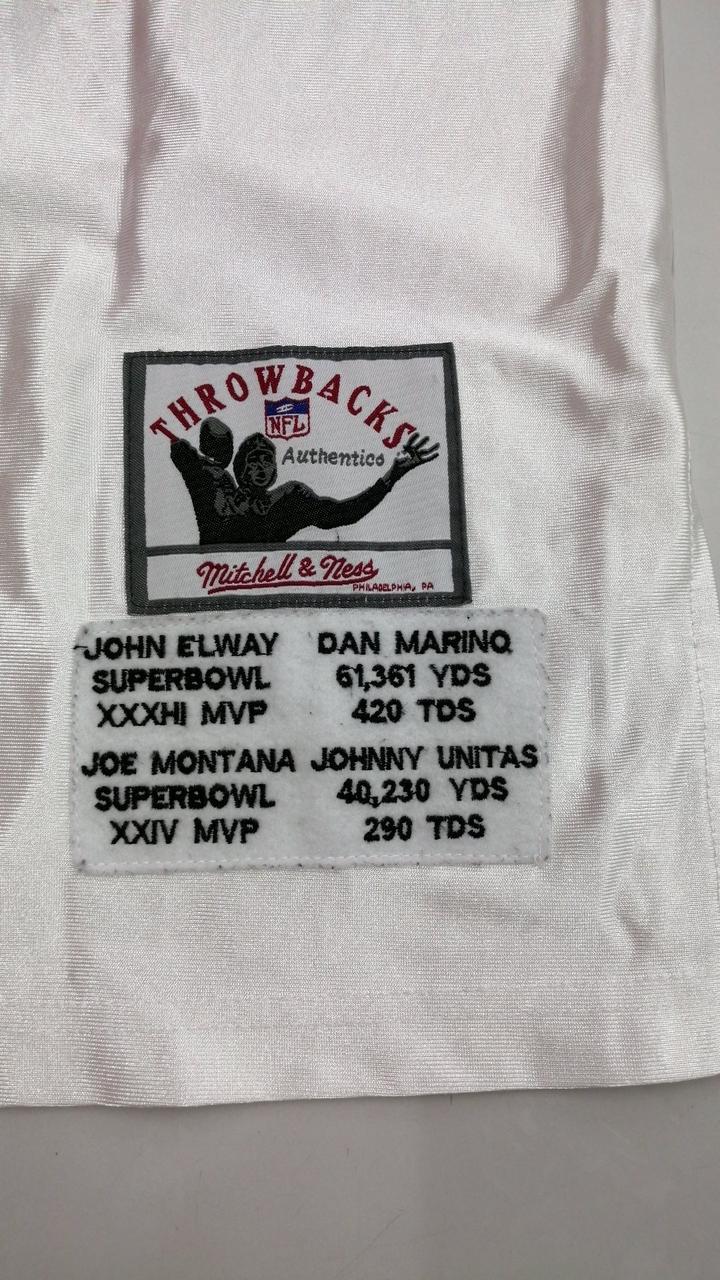 THROWBACKS
NFL
Authentics
Mitchell & Ness
PHILADELPHIA, PA
JOHN ELWAY DAN MARINO
SUPERBOWL 61,361 YDS
XXXHI MVP 420 TDS
JOE MONTANA JOHNNY UNITAS
SUPERBOWL 40,230 YDS
XXIV MVP 290 TDS